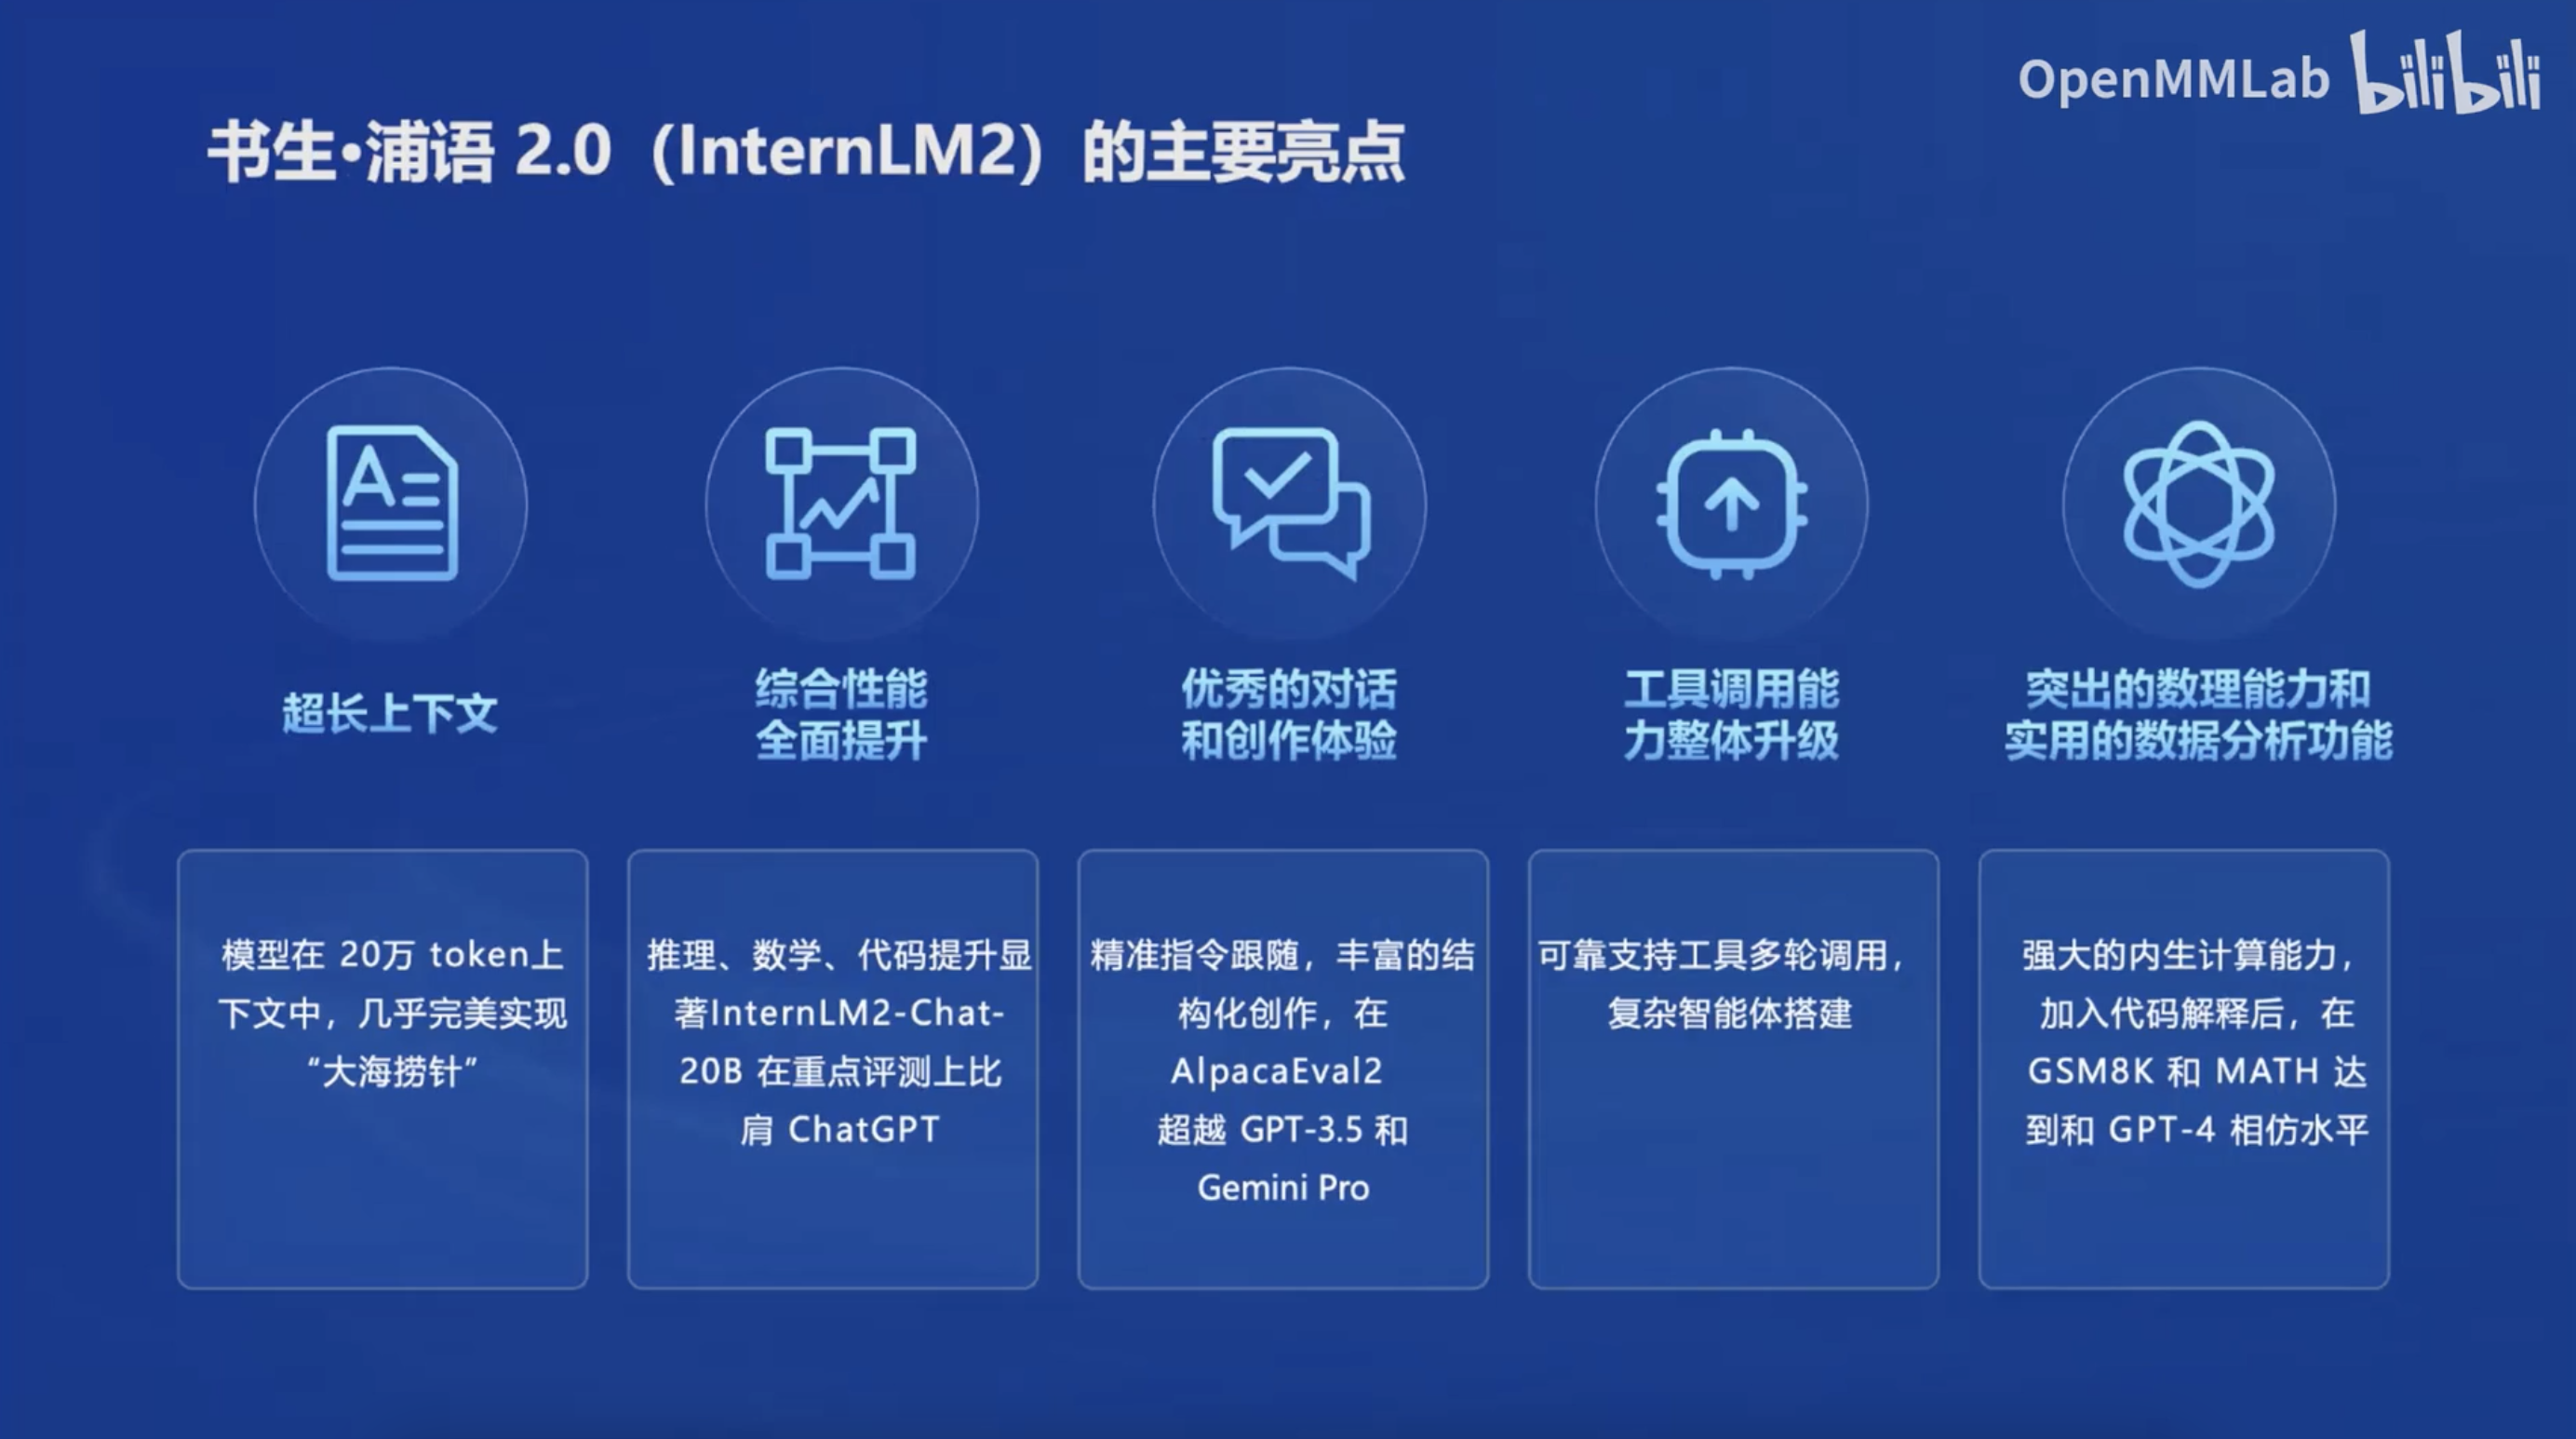 OpenMMLab bilibili
书生·浦语 2.0（InternLM2）的主要亮点
超长上下文
模型在 20万 token上
下文中，几乎完美实现
“大海捞针”
综合性能
全面提升
推理、数学、代码提升显
著InternLM2-Chat-
20B 在重点评测上比
肩 ChatGPT
优秀的对话
和创作体验
精准指令跟随，丰富的结
构化创作，在
AlpacaEval2
超越 GPT-3.5 和
Gemini Pro
工具调用能
力整体升级
可靠支持工具多轮调用，
复杂智能体搭建
突出的数理能力和
实用的数据分析功能
强大的内生计算能力，
加入代码解释后，在
GSM8K 和 MATH 达
到和 GPT-4 相仿水平